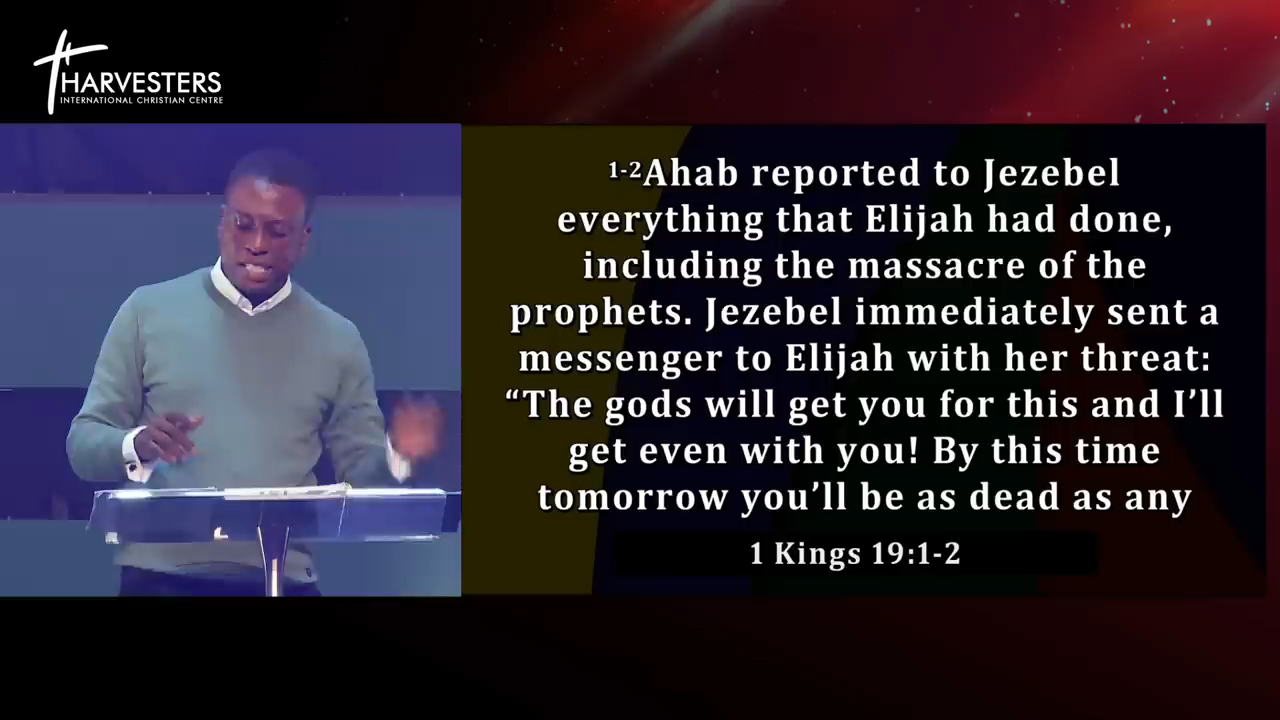 HARVESTERS
INTERNATIONAL CHRISTIAN CENTRE
1-2Ahab reported to Jezebel
everything that Elijah had done,
including the massacre of the
prophets. Jezebel immediately sent a
messenger to Elijah with her threat:
“The gods will get you for this and I’ll
get even with you! By this time
tomorrow you’ll be as dead as any
1 Kings 19:1-2